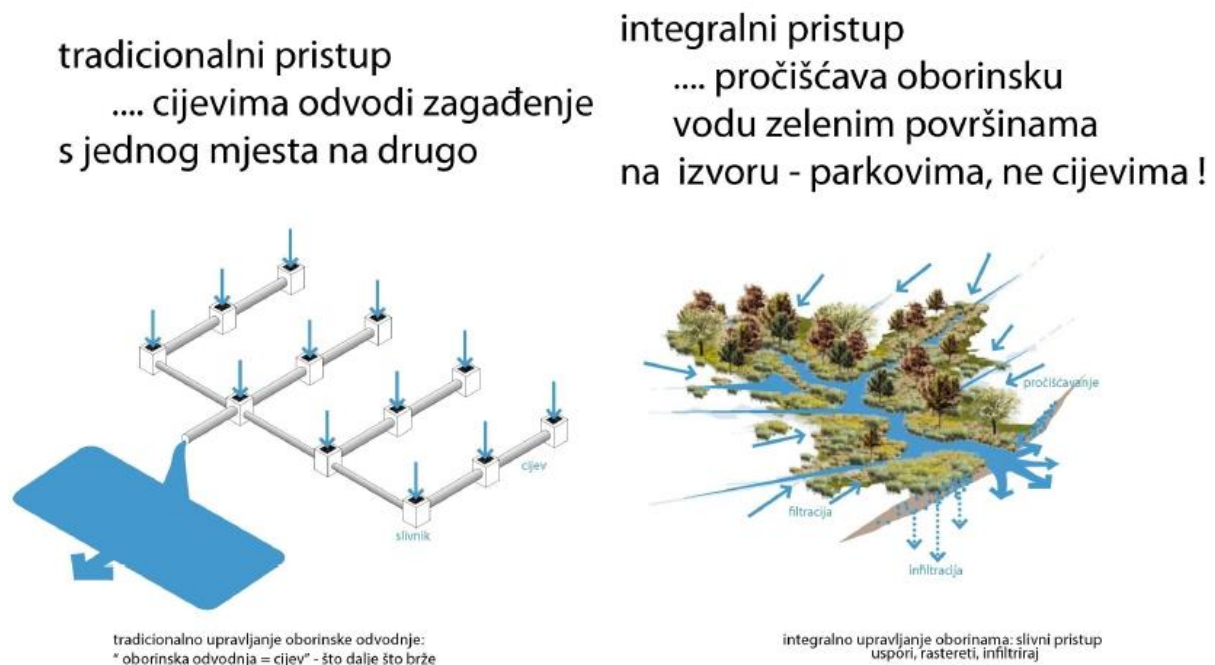 tradicionalni pristup
.... cijevima odvodi zagađenje
s jednog mjesta na drugo
cijev
slivnik
tradicionalno upravljanje oborinske odvodnje:
" oborinska odvodnja = cijev" - što dalje što brže
integralni pristup
.... pročišćava oborinsku
vodu zelenim površinama
na izvoru - parkovima, ne cijevima !
pročišćavanje
filtracija
infiltracija
integralno upravljanje oborinama: slivni pristup
uspori, rastereti, infiltriraj